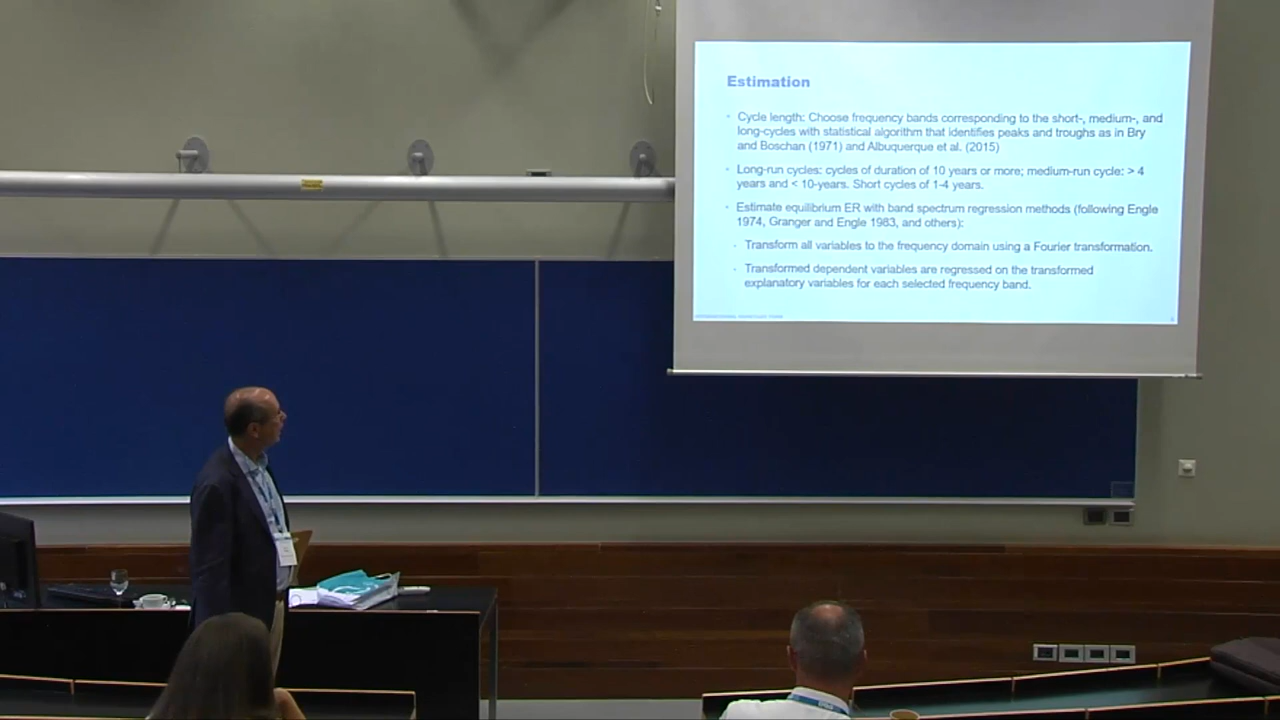 Estimation
• Cycle length: Choose frequency bands corresponding to the short-, medium-, and
long-cycles with statistical algorithm that identifies peaks and troughs as in Bry
and Boschan (1971) and Albuquerque et al. (2015)
• Long-run cycles: cycles of duration of 10 years or more; medium-run cycle: > 4
years and < 10-years. Short cycles of 1-4 years.
• Estimate equilibrium ER with band spectrum regression methods (following Engle
1974, Granger and Engle 1983, and others):
• Transform all variables to the frequency domain using a Fourier transformation.
• Transformed dependent variables are regressed on the transformed
explanatory variables for each selected frequency band.
INTERNATIONAL MONETARY FUND